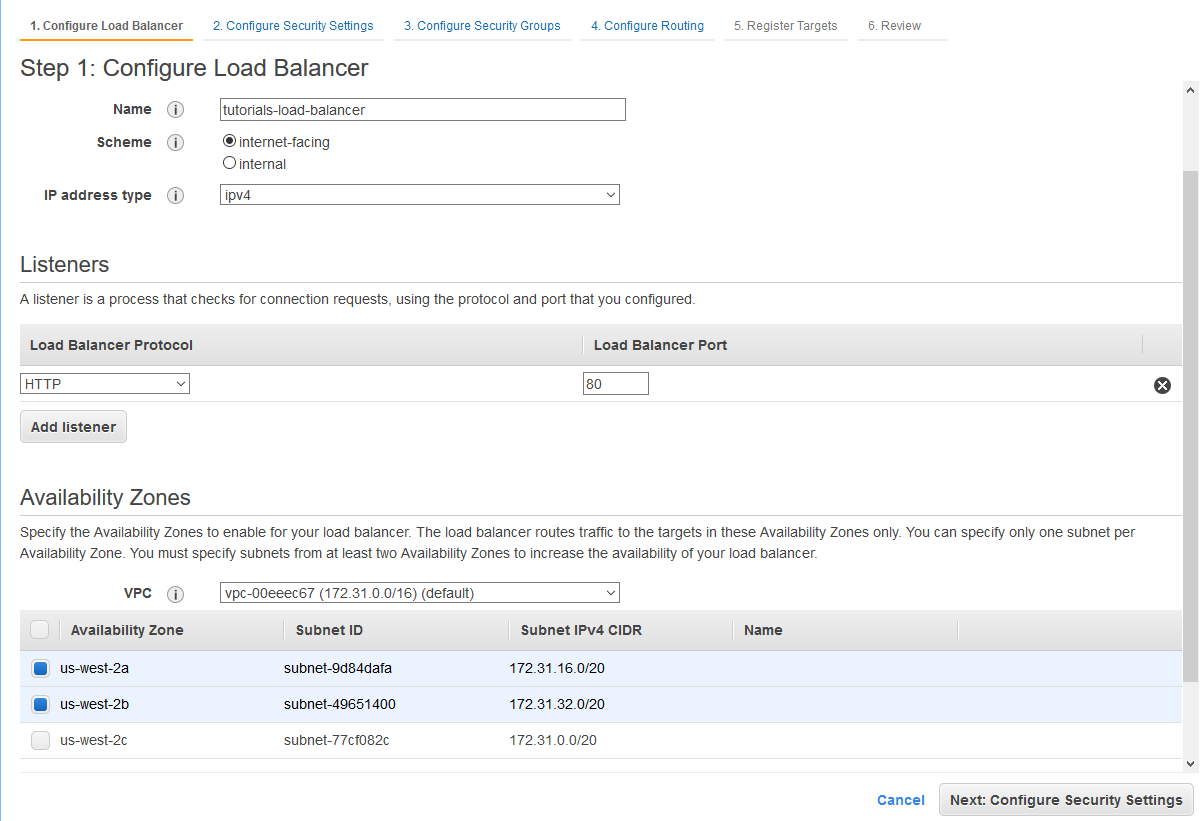 1. Configure Load Balancer 2. Configure Security Settings 3. Configure Security Groups 4. Configure Routing 5. Register Targets 6. Review
Step 1: Configure Load Balancer
Name i tutorials-load-balancer
Scheme i internet-facing
internal
IP address type i ipv4
Listeners
A listener is a process that checks for connection requests, using the protocol and port that you configured.
Load Balancer Protocol Load Balancer Port
HTTP 80
Add listener
Availability Zones
Specify the Availability Zones to enable for your load balancer. The load balancer routes traffic to the targets in these Availability Zones only. You can specify only one subnet per
Availability Zone. You must specify subnets from at least two Availability Zones to increase the availability of your load balancer.
VPC i vpc-00eeec67 (172.31.0.0/16) (default)
Availability Zone Subnet ID Subnet IPv4 CIDR Name
us-west-2a subnet-9d84dafa 172.31.16.0/20
us-west-2b subnet-49651400 172.31.32.0/20
us-west-2c subnet-77cf082c 172.31.0.0/20
Cancel Next: Configure Security Settings